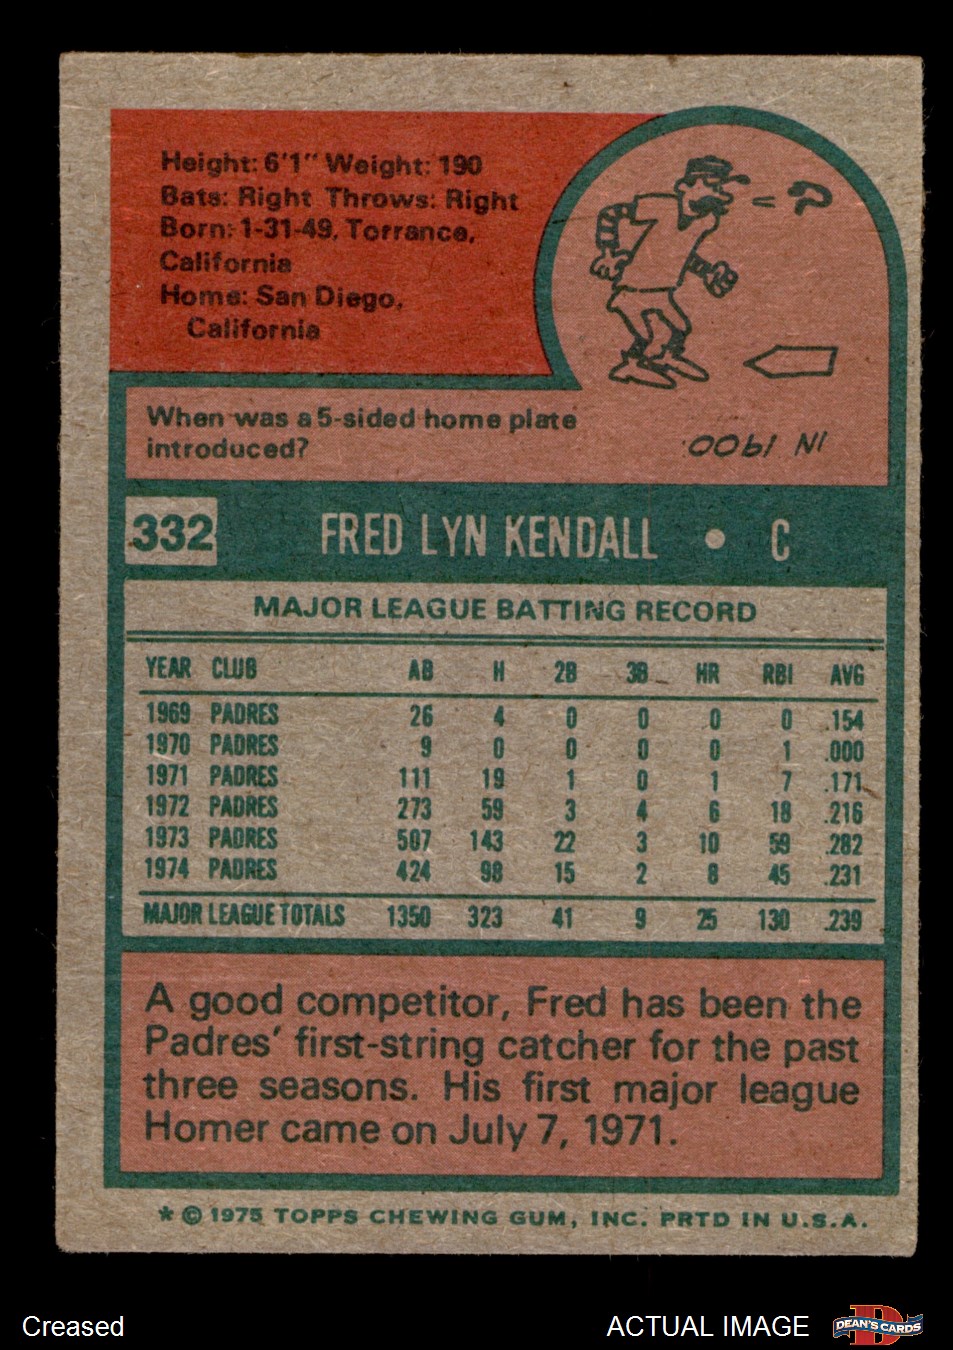 Height: 6'1" Weight: 190
Bats: Right Throws: Right
Born: 1-31-49, Torrance,
California
Home: San Diego,
California
When was a 5-sided home plate
introduced?
IN 1900.
332 FRED LYN KENDALL • C
MAJOR LEAGUE BATTING RECORD
YEAR CLUB AB H 2B 3B HR RBI AVG
1969 PADRES 26 4 0 0 0 0 .154
1970 PADRES 9 0 0 0 0 1 .000
1971 PADRES 111 19 1 0 1 7 .171
1972 PADRES 273 59 3 4 6 18 .216
1973 PADRES 507 143 22 3 10 59 .282
1974 PADRES 424 98 15 2 8 45 .231
MAJOR LEAGUE TOTALS 1350 323 41 9 25 130 .239
A good competitor, Fred has been the
Padres' first-string catcher for the past
three seasons. His first major league
Homer came on July 7, 1971.
* © 1975 TOPPS CHEWING GUM, INC. PRTD IN U.S.A.
Creased
ACTUAL IMAGE
D
DEAN'S CARDS